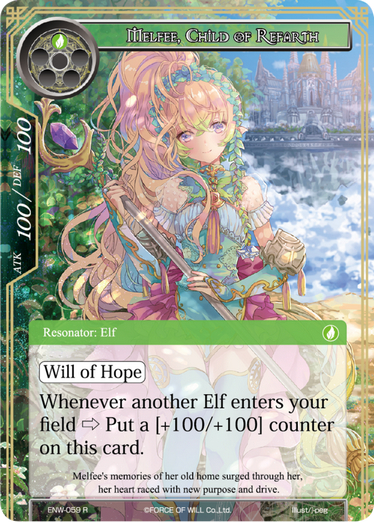 Melfee, Child of Refarth
ATK 100 / DEF 100
Resonator: Elf
Will of Hope
Whenever another Elf enters your
field ⇨ Put a [+100/+100] counter
on this card.
Melfee's memories of her old home surged through her,
her heart raced with new purpose and drive.
ENW-059 R ©FORCE OF WILL Co.,Ltd. Illust/j-deg